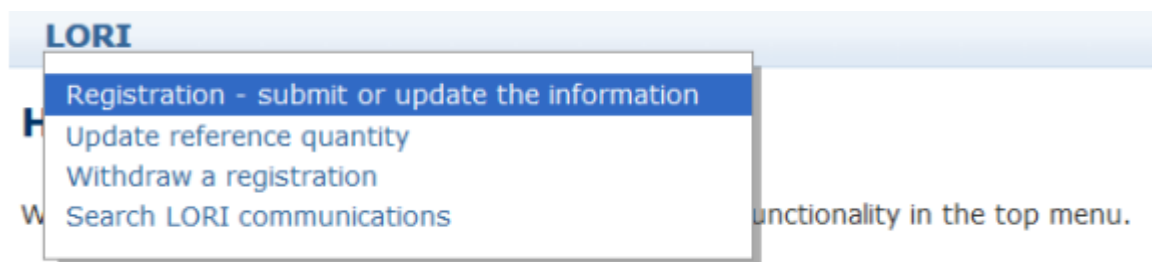 LORI
Registration - submit or update the information
H
Update reference quantity
Withdraw a registration
W Search LORI communications unctionality in the top menu.